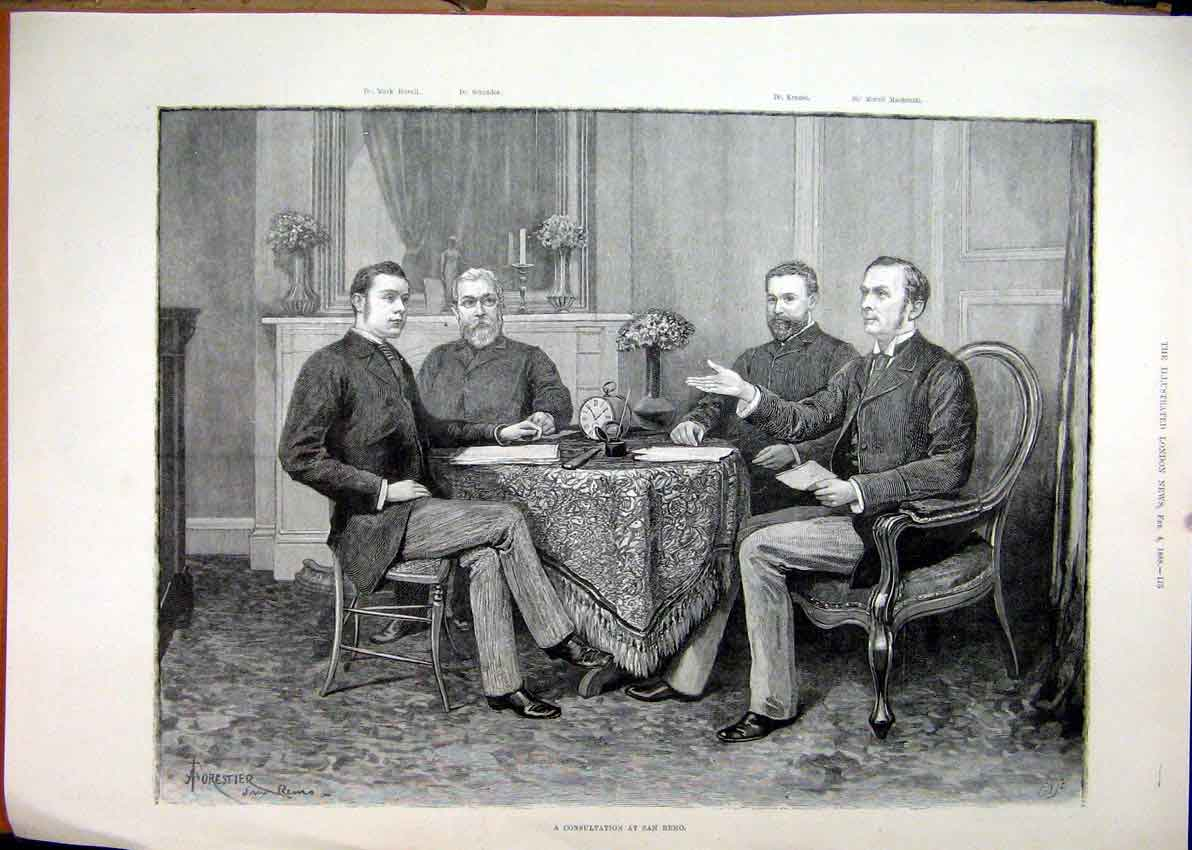 Dr. Mark Hovell. Dr. Schrader. Dr. Krause. Sir Morell Mackenzie.
FORESTIER
San Remo
A CONSULTATION AT SAN REMO.
THE ILLUSTRATED LONDON NEWS, Feb. 4, 1888.—115